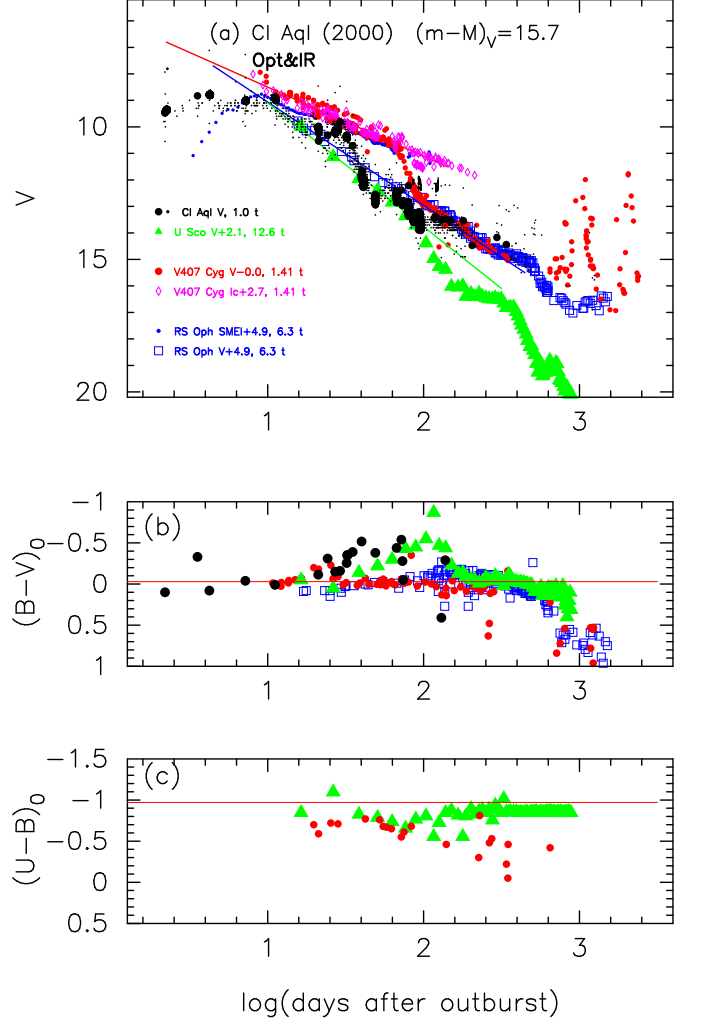 (a) CI Aql (2000) (m−M)V=15.7
Opt&IR
10
15
20
V
CI Aql V, 1.0 t
U Sco V+2.1, 12.6 t
V407 Cyg V−0.0, 1.41 t
V407 Cyg Ic+2.7, 1.41 t
RS Oph SMEI+4.9, 6.3 t
RS Oph V+4.9, 6.3 t
1 2 3
(b)
−1
−0.5
0
0.5
1
(B−V)0
1 2 3
(c)
−1.5
−1
−0.5
0
0.5
(U−B)0
1 2 3
log(days after outburst)